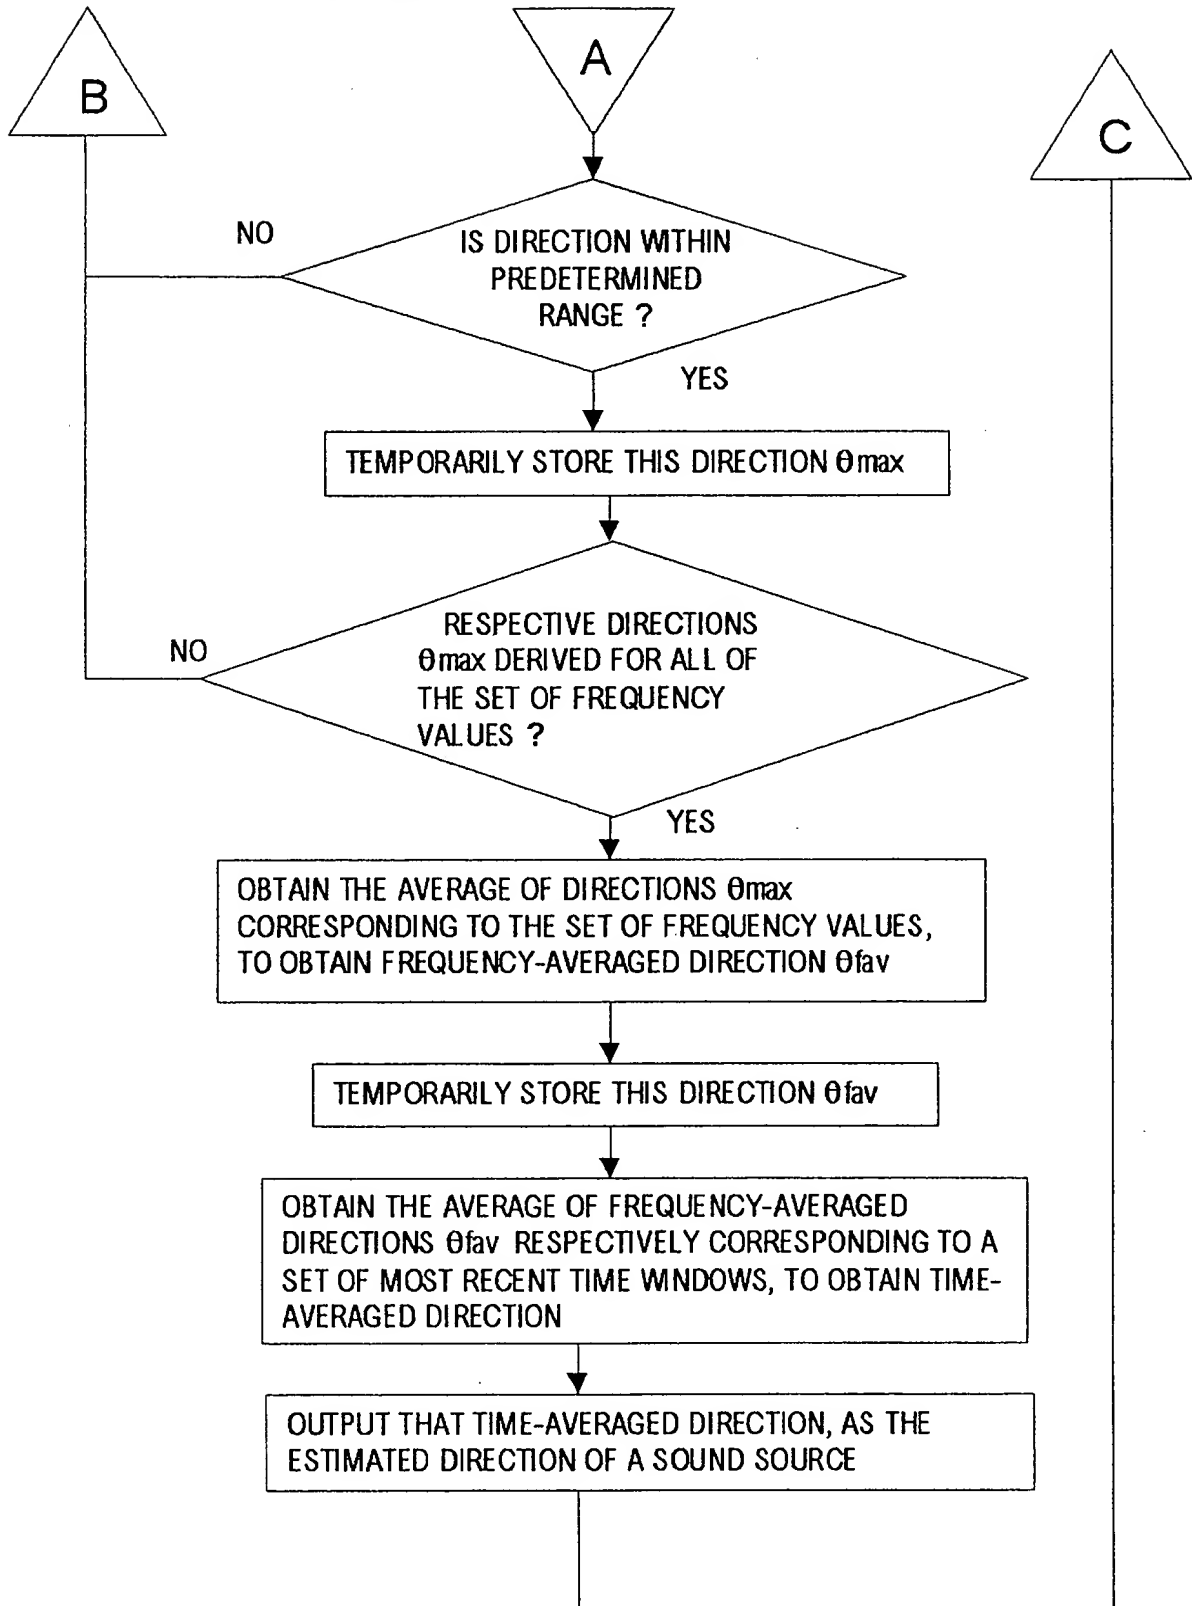 B
A
C
NO
IS DIRECTION WITHIN
PREDETERMINED
RANGE ?
YES
TEMPORARILY STORE THIS DIRECTION θmax
RESPECTIVE DIRECTIONS
θmax DERIVED FOR ALL OF
THE SET OF FREQUENCY
VALUES ?
NO
YES
OBTAIN THE AVERAGE OF DIRECTIONS θmax
CORRESPONDING TO THE SET OF FREQUENCY VALUES,
TO OBTAIN FREQUENCY-AVERAGED DIRECTION θfav
TEMPORARILY STORE THIS DIRECTION θfav
OBTAIN THE AVERAGE OF FREQUENCY-AVERAGED
DIRECTIONS θfav RESPECTIVELY CORRESPONDING TO A
SET OF MOST RECENT TIME WINDOWS, TO OBTAIN TIME-
AVERAGED DIRECTION
OUTPUT THAT TIME-AVERAGED DIRECTION, AS THE
ESTIMATED DIRECTION OF A SOUND SOURCE